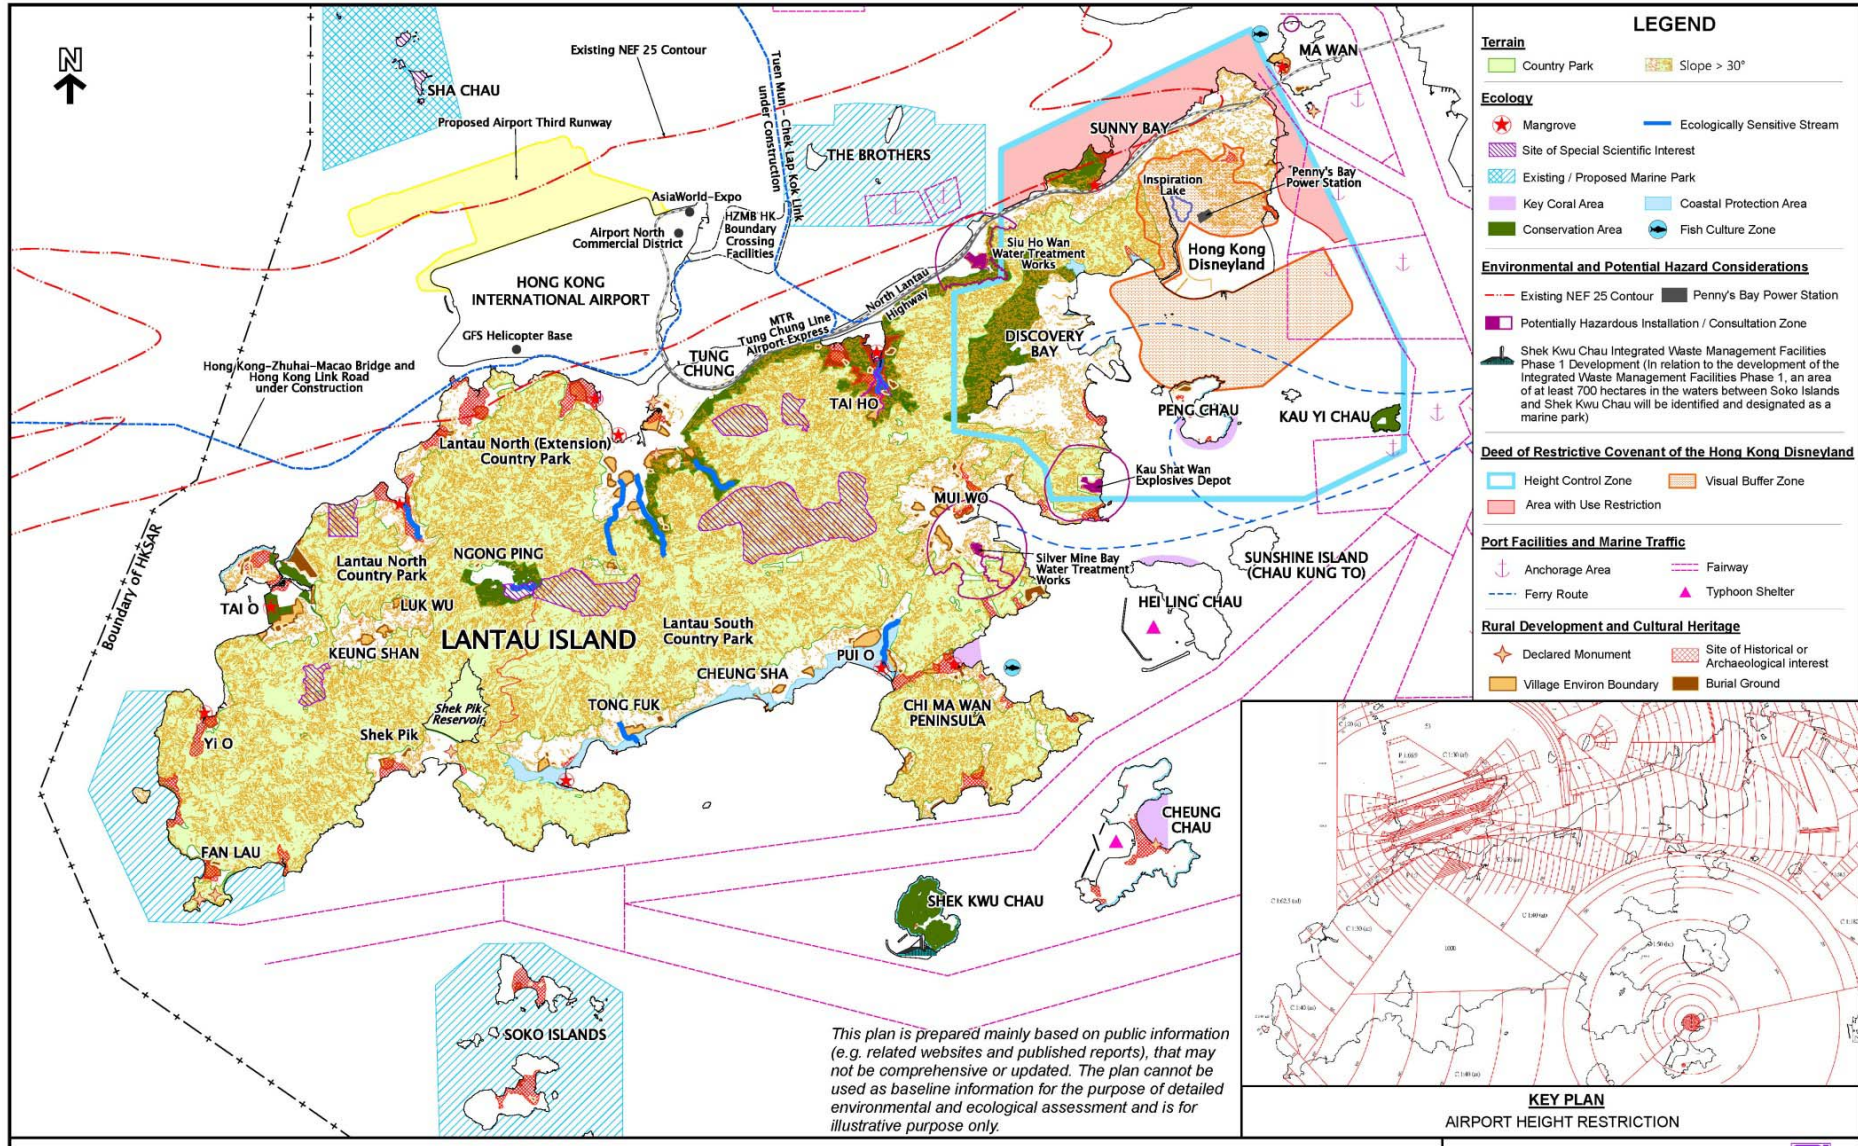 N
SHA CHAU
Existing NEF 25 Contour
Proposed Airport Third Runway
Tuen Mun - Chek Lap Kok Link
under Construction
THE BROTHERS
SUNNY BAY
MA WAN
Inspiration
Lake
Penny's Bay
Power Station
AsiaWorld-Expo
Airport North
Commercial District
HZMB HK
Boundary
Crossing
Facilities
HONG KONG
INTERNATIONAL AIRPORT
GFS Helicopter Base
Siu Ho Wan
Water Treatment
Works
Hong Kong
Disneyland
North Lantau
Highway
MTR
Tung Chung Line
Airport Express
TUNG
CHUNG
DISCOVERY
BAY
Hong Kong-Zhuhai-Macao Bridge and
Hong Kong Link Road
under Construction
TAI HO
PENG CHAU
KAU YI CHAU
Lantau North (Extension)
Country Park
Kau Shat Wan
Explosives Depot
MUI WO
Boundary of HKSAR
Lantau North
Country Park
NGONG PING
Silver Mine Bay
Water Treatment
Works
SUNSHINE ISLAND
(CHAU KUNG TO)
HEI LING CHAU
TAI O
LUK WU
LANTAU ISLAND
Lantau South
Country Park
KEUNG SHAN
PUI O
CHEUNG SHA
Shek Pik
Reservoir
TONG FUK
CHI MA WAN
PENINSULA
Yi O
Shek Pik
FAN LAU
CHEUNG
CHAU
SHEK KWU CHAU
SOKO ISLANDS
This plan is prepared mainly based on public information
(e.g. related websites and published reports), that may
not be comprehensive or updated. The plan cannot be
used as baseline information for the purpose of detailed
environmental and ecological assessment and is for
illustrative purpose only.
LEGEND
Terrain
Country Park
Slope > 30°
Ecology
Mangrove
Ecologically Sensitive Stream
Site of Special Scientific Interest
Existing / Proposed Marine Park
Key Coral Area
Coastal Protection Area
Conservation Area
Fish Culture Zone
Environmental and Potential Hazard Considerations
Existing NEF 25 Contour
Penny's Bay Power Station
Potentially Hazardous Installation / Consultation Zone
Shek Kwu Chau Integrated Waste Management Facilities
Phase 1 Development (In relation to the development of the
Integrated Waste Management Facilities Phase 1, an area
of at least 700 hectares in the waters between Soko Islands
and Shek Kwu Chau will be identified and designated as a
marine park)
Deed of Restrictive Covenant of the Hong Kong Disneyland
Height Control Zone
Visual Buffer Zone
Area with Use Restriction
Port Facilities and Marine Traffic
Anchorage Area
Fairway
Ferry Route
Typhoon Shelter
Rural Development and Cultural Heritage
Declared Monument
Site of Historical or
Archaeological interest
Village Environ Boundary
Burial Ground
KEY PLAN
AIRPORT HEIGHT RESTRICTION